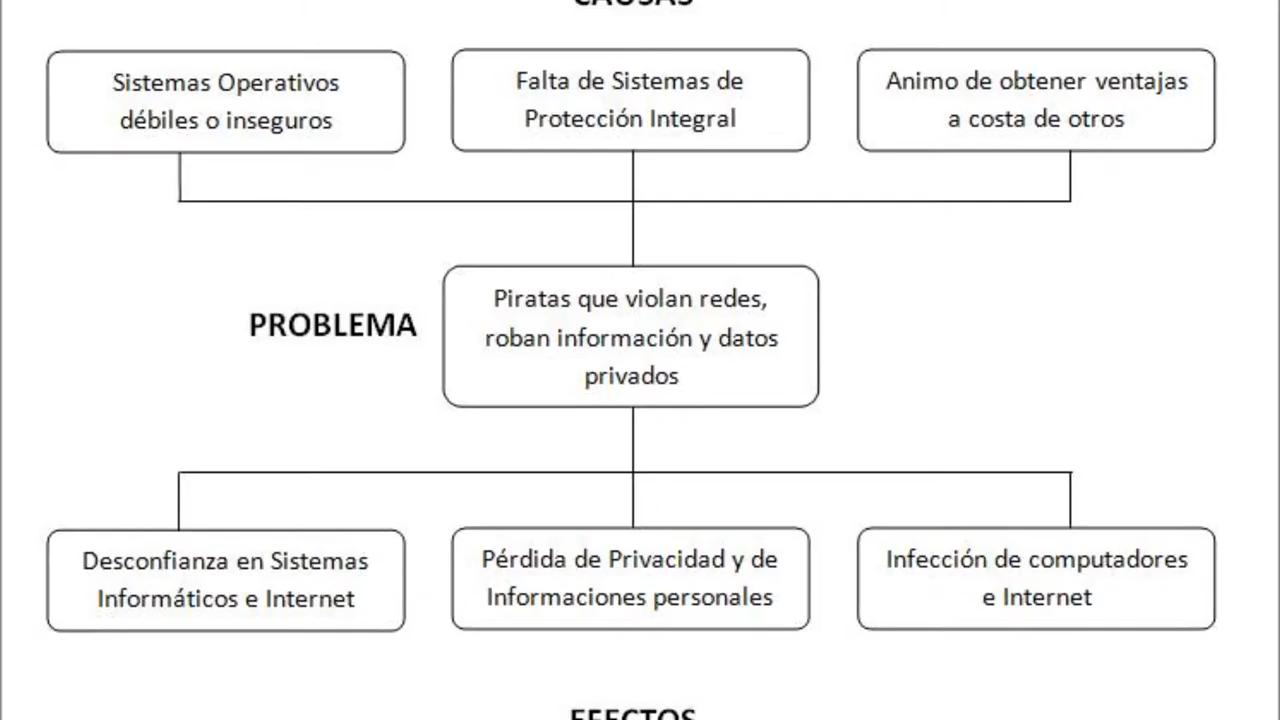 CAUSAS
Sistemas Operativos
débiles o inseguros
Falta de Sistemas de
Protección Integral
Animo de obtener ventajas
a costa de otros
PROBLEMA
Piratas que violan redes,
roban información y datos
privados
Desconfianza en Sistemas
Informáticos e Internet
Pérdida de Privacidad y de
Informaciones personales
Infección de computadores
e Internet
EFECTOS